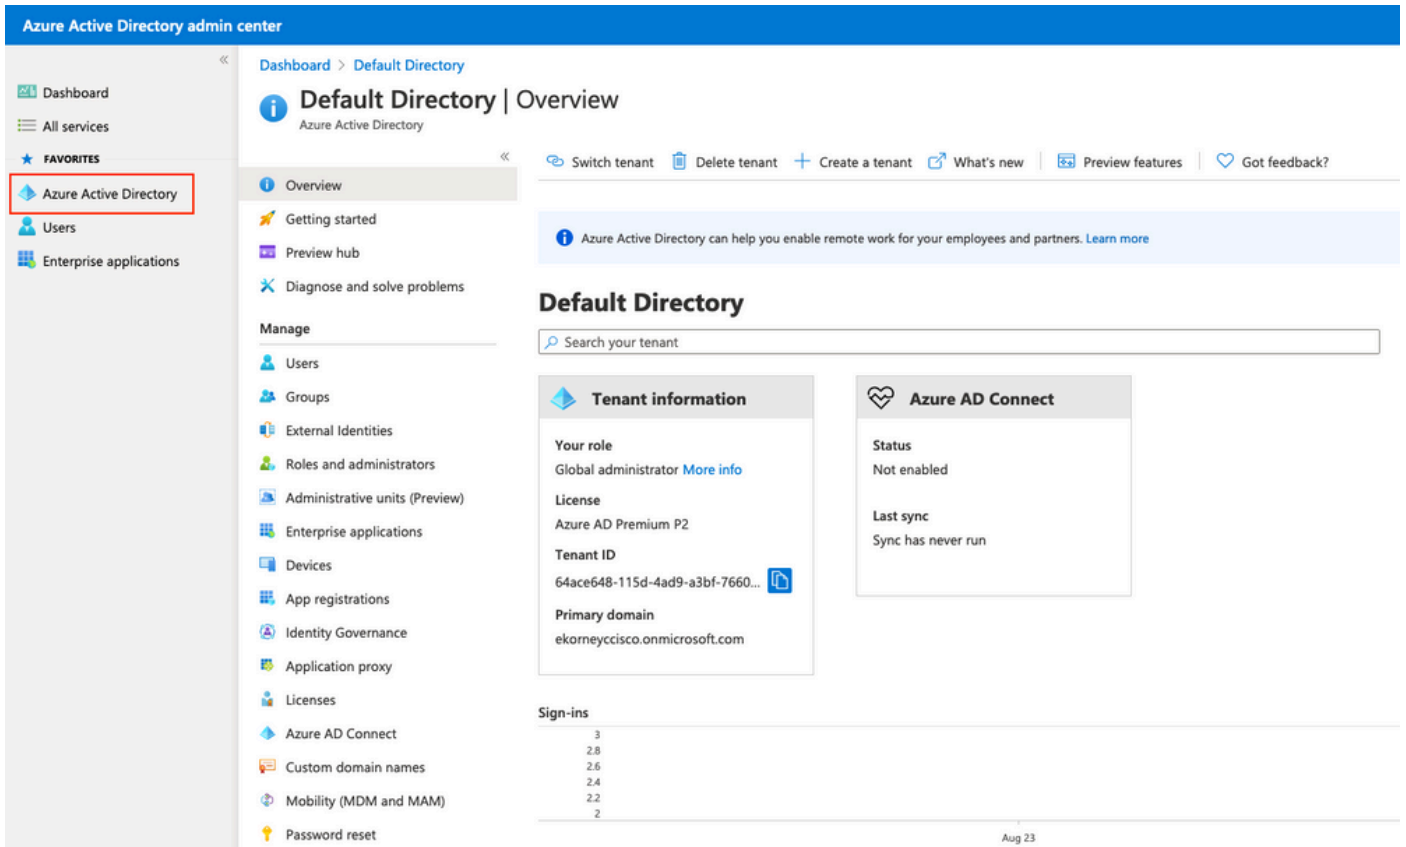 Azure Active Directory admin center
«
Dashboard
All services
FAVORITES
Azure Active Directory
Users
Enterprise applications
Dashboard > Default Directory
Default Directory | Overview
Azure Active Directory
«
Overview
Getting started
Preview hub
Diagnose and solve problems
Manage
Users
Groups
External Identities
Roles and administrators
Administrative units (Preview)
Enterprise applications
Devices
App registrations
Identity Governance
Application proxy
Licenses
Azure AD Connect
Custom domain names
Mobility (MDM and MAM)
Password reset
Switch tenant Delete tenant Create a tenant What's new Preview features Got feedback?
Azure Active Directory can help you enable remote work for your employees and partners. Learn more
Default Directory
Search your tenant
Tenant information
Your role
Global administrator More info
License
Azure AD Premium P2
Tenant ID
64ace648-115d-4ad9-a3bf-7660...
Primary domain
ekorneyccisco.onmicrosoft.com
Azure AD Connect
Status
Not enabled
Last sync
Sync has never run
Sign-ins
3
2.8
2.6
2.4
2.2
2
Aug 23